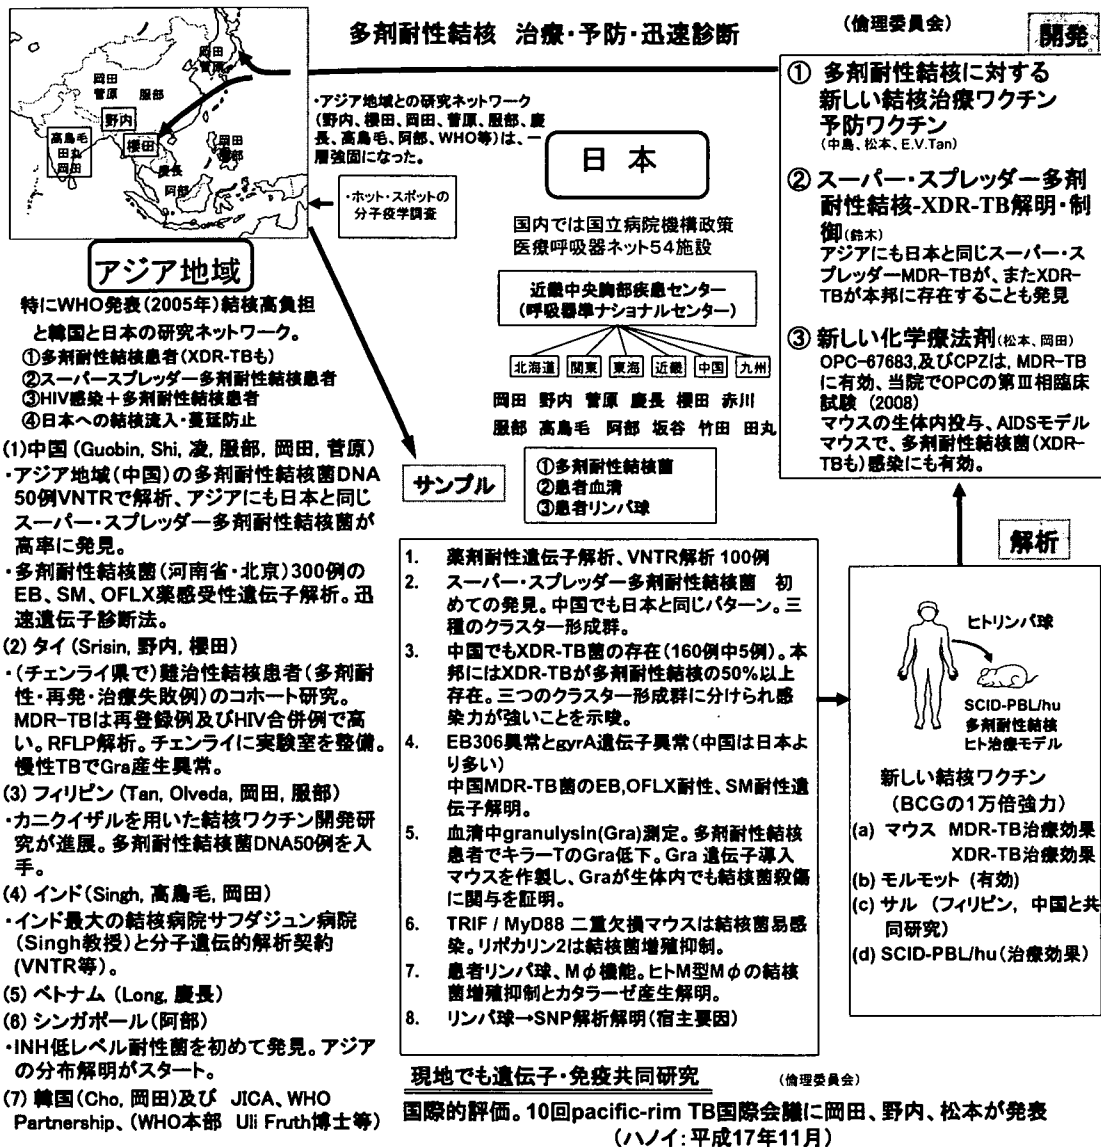 多剤耐性結核 治療・予防・迅速診断
(倫理委員会)
開発
岡田
菅原
岡田
菅原 服部
野内
高鳥毛
田丸
岡田
櫻田
慶長
阿部
岡田
服部
・アジア地域との研究ネットワーク
(野内、櫻田、岡田、菅原、服部、慶
長、高鳥毛、阿部、WHO等)は、一
層強固になった。
・ホット・スポットの
分子疫学調査
アジア地域
特にWHO発表(2005年)結核高負担
と韓国と日本の研究ネットワーク。
①多剤耐性結核患者(XDR-TBも)
②スーパースプレッダー多剤耐性結核患者
③HIV感染+多剤耐性結核患者
④日本への結核流入・蔓延防止
(1)中国 (Guobin, Shi, 凌, 服部, 岡田, 菅原)
・アジア地域(中国)の多剤耐性結核菌DNA
50例VNTRで解析、アジアにも日本と同じ
スーパー・スプレッダー多剤耐性結核菌が
高率に発見。
・多剤耐性結核菌(河南省・北京)300例の
EB、SM、OFLX薬感受性遺伝子解析。迅
速遺伝子診断法。
(2) タイ (Srisin, 野内, 櫻田)
・(チェンライ県で)難治性結核患者(多剤耐
性・再発・治療失敗例)のコホート研究。
MDR-TBは再登録例及びHIV合併例で高
い。RFLP解析。チェンライに実験室を整備。
慢性TBでGra産生異常。
(3) フィリピン (Tan, Olveda, 岡田, 服部)
・カニクイザルを用いた結核ワクチン開発研
究が進展。多剤耐性結核菌DNA50例を入
手。
(4) インド(Singh, 高鳥毛, 岡田)
・インド最大の結核病院サフダジュン病院
(Singh教授)と分子遺伝的解析契約
(VNTR等)。
(5) ベトナム (Long, 慶長)
(6) シンガポール(阿部)
・INH低レベル耐性菌を初めて発見。アジア
の分布解明がスタート。
(7) 韓国(Cho, 岡田)及び JICA、WHO
Partnership、(WHO本部 Uli Fruth博士等)
日本
国内では国立病院機構政策
医療呼吸器ネット54施設
近畿中央胸部疾患センター
(呼吸器準ナショナルセンター)
北海道 関東 東海 近畿 中国 九州
岡田 野内 菅原 慶長 櫻田 赤川
服部 高鳥毛 阿部 坂谷 竹田 田丸
サンプル
①多剤耐性結核菌
②患者血清
③患者リンパ球
1. 薬剤耐性遺伝子解析、VNTR解析 100例
2. スーパー・スプレッダー多剤耐性結核菌 初
めての発見。中国でも日本と同じパターン。三
種のクラスター形成群。
3. 中国でもXDR-TB菌の存在(160例中5例)。本
邦にはXDR-TBが多剤耐性結核の50%以上
存在。三つのクラスター形成群に分けられ感
染力が強いことを示唆。
4. EB306異常とgyrA遺伝子異常(中国は日本よ
り多い)
中国MDR-TB菌のEB,OFLX耐性、SM耐性遺
伝子解明。
5. 血清中granulysin(Gra)測定。多剤耐性結核
患者でキラーTのGra低下。Gra 遺伝子導入
マウスを作製し、Graが生体内でも結核菌殺傷
に関与を証明。
6. TRIF / MyD88 二重欠損マウスは結核菌易感
染。リポカリン2は結核菌増殖抑制。
7. 患者リンパ球、Mφ機能。ヒトM型Mφの結核
菌増殖抑制とカタラーゼ産生解明。
8. リンパ球→SNP解析解明(宿主要因)
現地でも遺伝子・免疫共同研究
(倫理委員会)
国際的評価。10回pacific-rim TB国際会議に岡田、野内、松本が発表
(ハノイ:平成17年11月)
① 多剤耐性結核に対する
新しい結核治療ワクチン
予防ワクチン
(中島、松本、E.V.Tan)
② スーパー・スプレッダー多剤
耐性結核-XDR-TB解明・制
御(鈴木)
アジアにも日本と同じスーパー・ス
プレッダーMDR-TBが、またXDR-
TBが本邦に存在することも発見
③ 新しい化学療法剤(松本、岡田)
OPC-67683,及びCPZは、MDR-TB
に有効、当院でOPCの第Ⅲ相臨床
試験 (2008)
マウスの生体内投与、AIDSモデル
マウスで、多剤耐性結核菌(XDR-
TBも)感染にも有効。
解析
ヒトリンパ球
SCID-PBL/hu
多剤耐性結核
ヒト治療モデル
新しい結核ワクチン
(BCGの1万倍強力)
(a) マウス MDR-TB治療効果
XDR-TB治療効果
(b) モルモット (有効)
(c) サル (フィリピン, 中国と共
同研究)
(d) SCID-PBL/hu(治療効果)